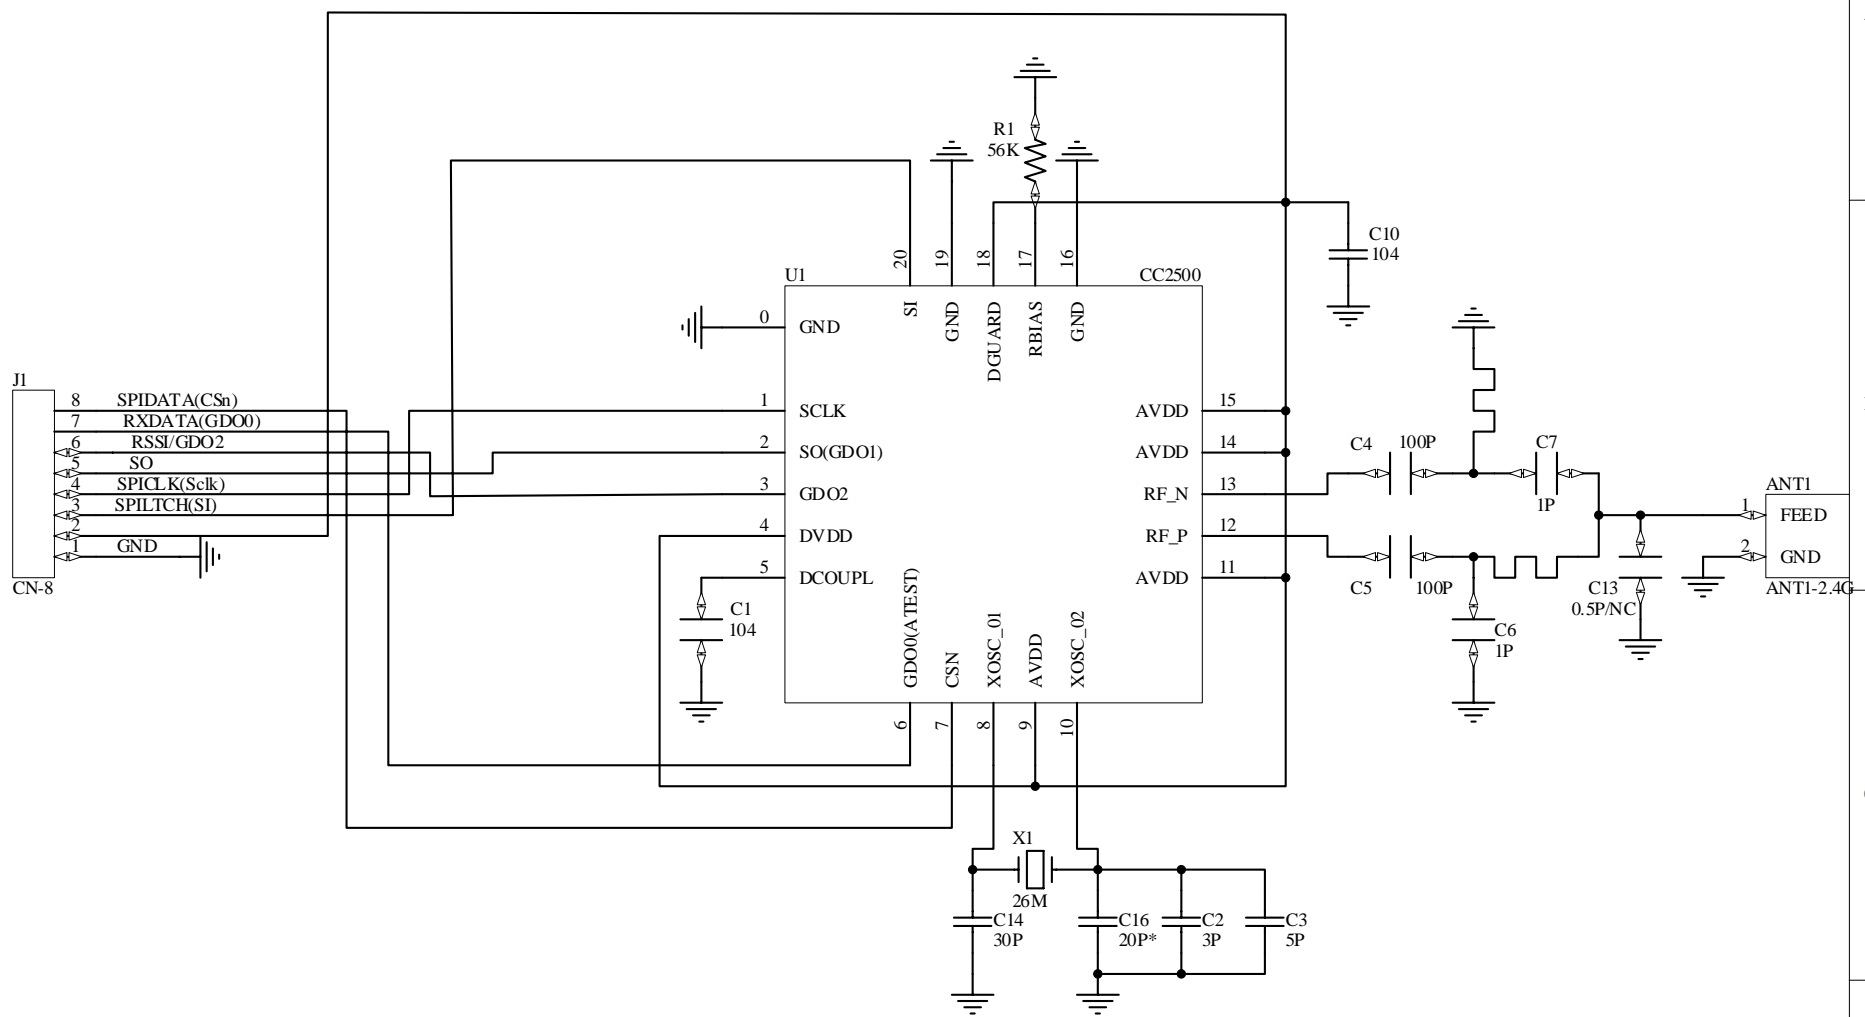 R1
56K
20
19
18
17
16
C10
104
U1
CC2500
SI
GND
DGUARD
RBIAS
GND
0
GND
J1
8
SPIDATA(CSn)
7
RXDATA(GDO0)
6
RSSI/GDO2
5
SO
4
SPICLK(Sclk)
3
SPILTCH(SI)
2
1
GND
CN-8
1
SCLK
2
SO(GDO1)
3
GDO2
4
DVDD
5
DCOUPL
C1
104
AVDD
15
AVDD
14
RF_N
13
RF_P
12
AVDD
11
C4
100P
C7
1P
C5
100P
C6
1P
C13
0.5P/NC
ANT1
1
FEED
2
GND
ANT1-2.4G
GDO0(ATEST)
CSN
XOSC_01
AVDD
XOSC_02
6
7
8
9
10
X1
26M
C14
30P
C16
20P*
C2
3P
C3
5P